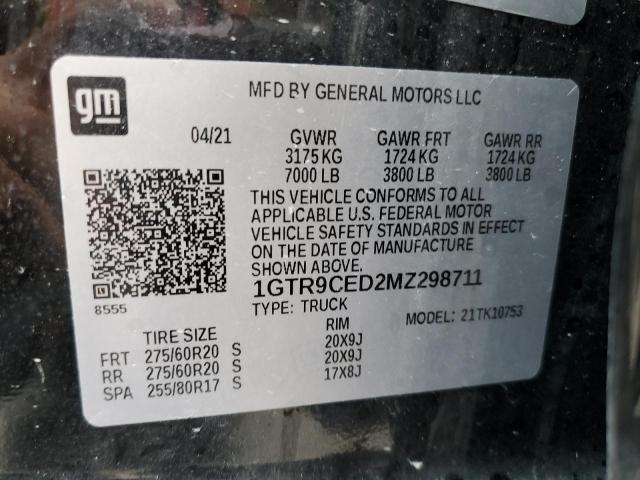 gm
MFD BY GENERAL MOTORS LLC
04/21 GVWR GAWR FRT GAWR RR
3175 KG 1724 KG 1724 KG
7000 LB 3800 LB 3800 LB
THIS VEHICLE CONFORMS TO ALL
APPLICABLE U.S. FEDERAL MOTOR
VEHICLE SAFETY STANDARDS IN EFFECT
ON THE DATE OF MANUFACTURE
SHOWN ABOVE.
1GTR9CED2MZ298711
8555
TYPE: TRUCK MODEL: 21TK10753
TIRE SIZE RIM
FRT 275/60R20 S 20X9J
RR 275/60R20 S 20X9J
SPA 255/80R17 S 17X8J